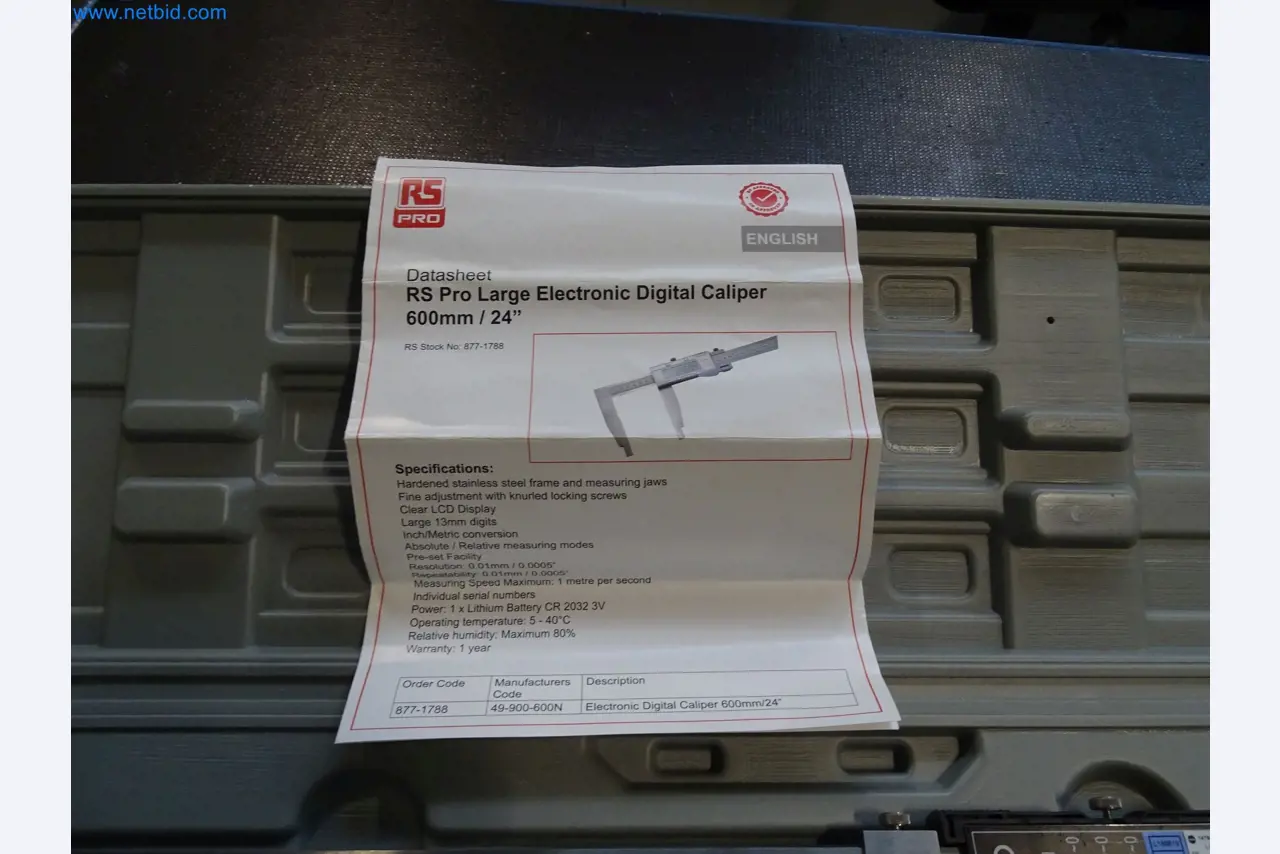 www.netbid.com
RS
PRO
ENGLISH
Datasheet
RS Pro Large Electronic Digital Caliper
600mm / 24”
RS Stock No: 877-1788
Specifications:
Hardened stainless steel frame and measuring jaws
Fine adjustment with knurled locking screws
Clear LCD Display
Large 13mm digits
Inch/Metric conversion
Absolute / Relative measuring modes
Pre-set Facility
Resolution: 0.01mm / 0.0005"
Repeatability: 0.01mm / 0.0005"
Measuring Speed Maximum: 1 metre per second
Individual serial numbers
Power: 1 x Lithium Battery CR 2032 3V
Operating temperature: 5 - 40°C
Relative humidity: Maximum 80%
Warranty: 1 year
Order Code Manufacturers Code Description
877-1788 49-900-600N Electronic Digital Caliper 600mm/24"